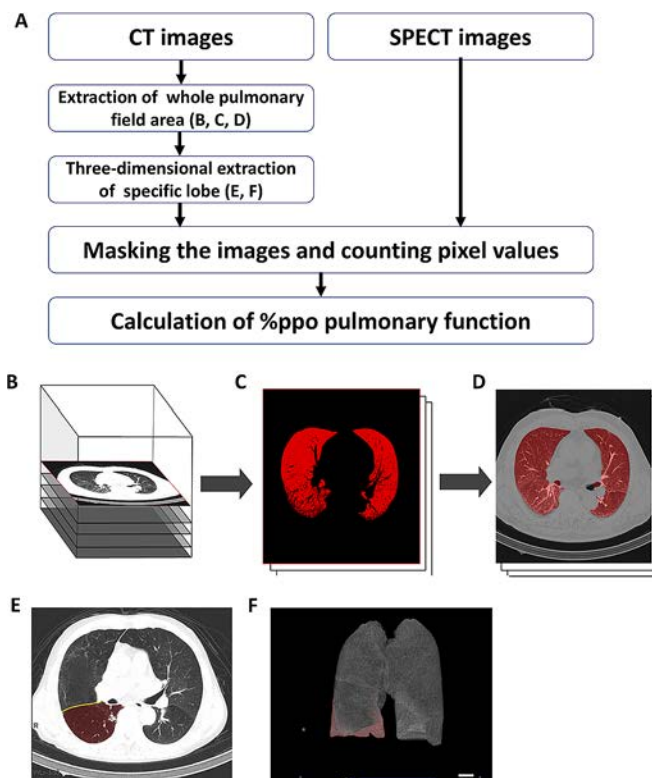 A
CT images
SPECT images
Extraction of whole pulmonary
field area (B, C, D)
Three-dimensional extraction
of specific lobe (E, F)
Masking the images and counting pixel values
Calculation of %ppo pulmonary function
B
C
D
E
F
R